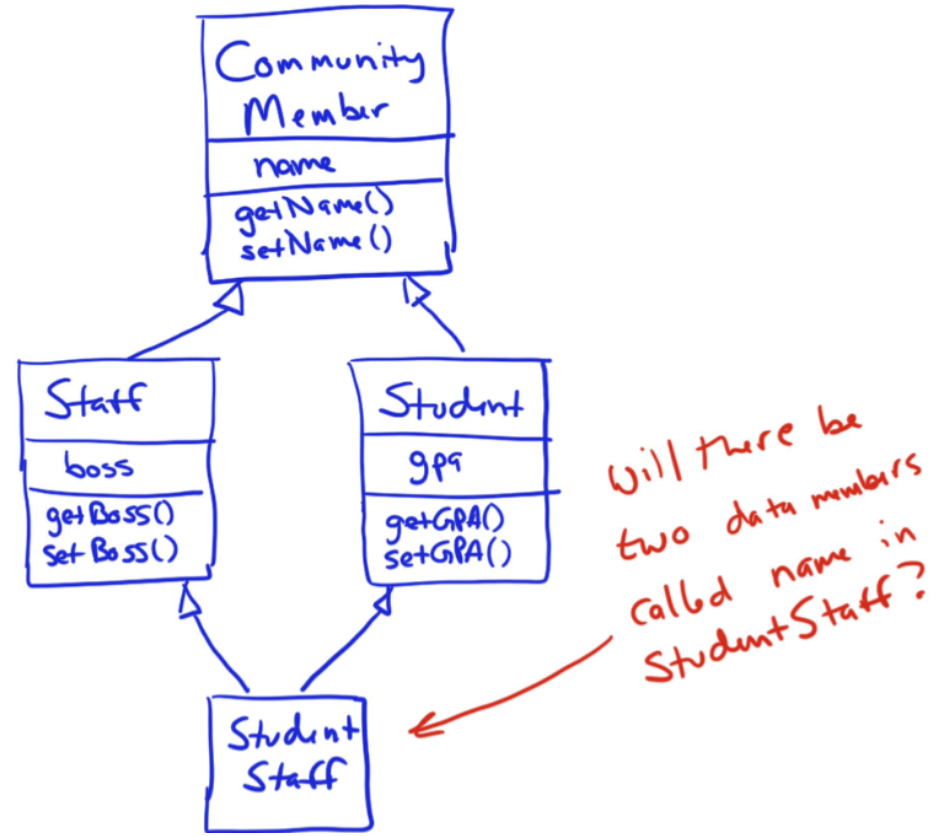 Community
Member
name
getName()
setName()
Staff
boss
getBoss()
setBoss()
Student
gpa
getGPA()
setGPA()
Will there be
two data members
called name in
StudentStaff?
Student
Staff